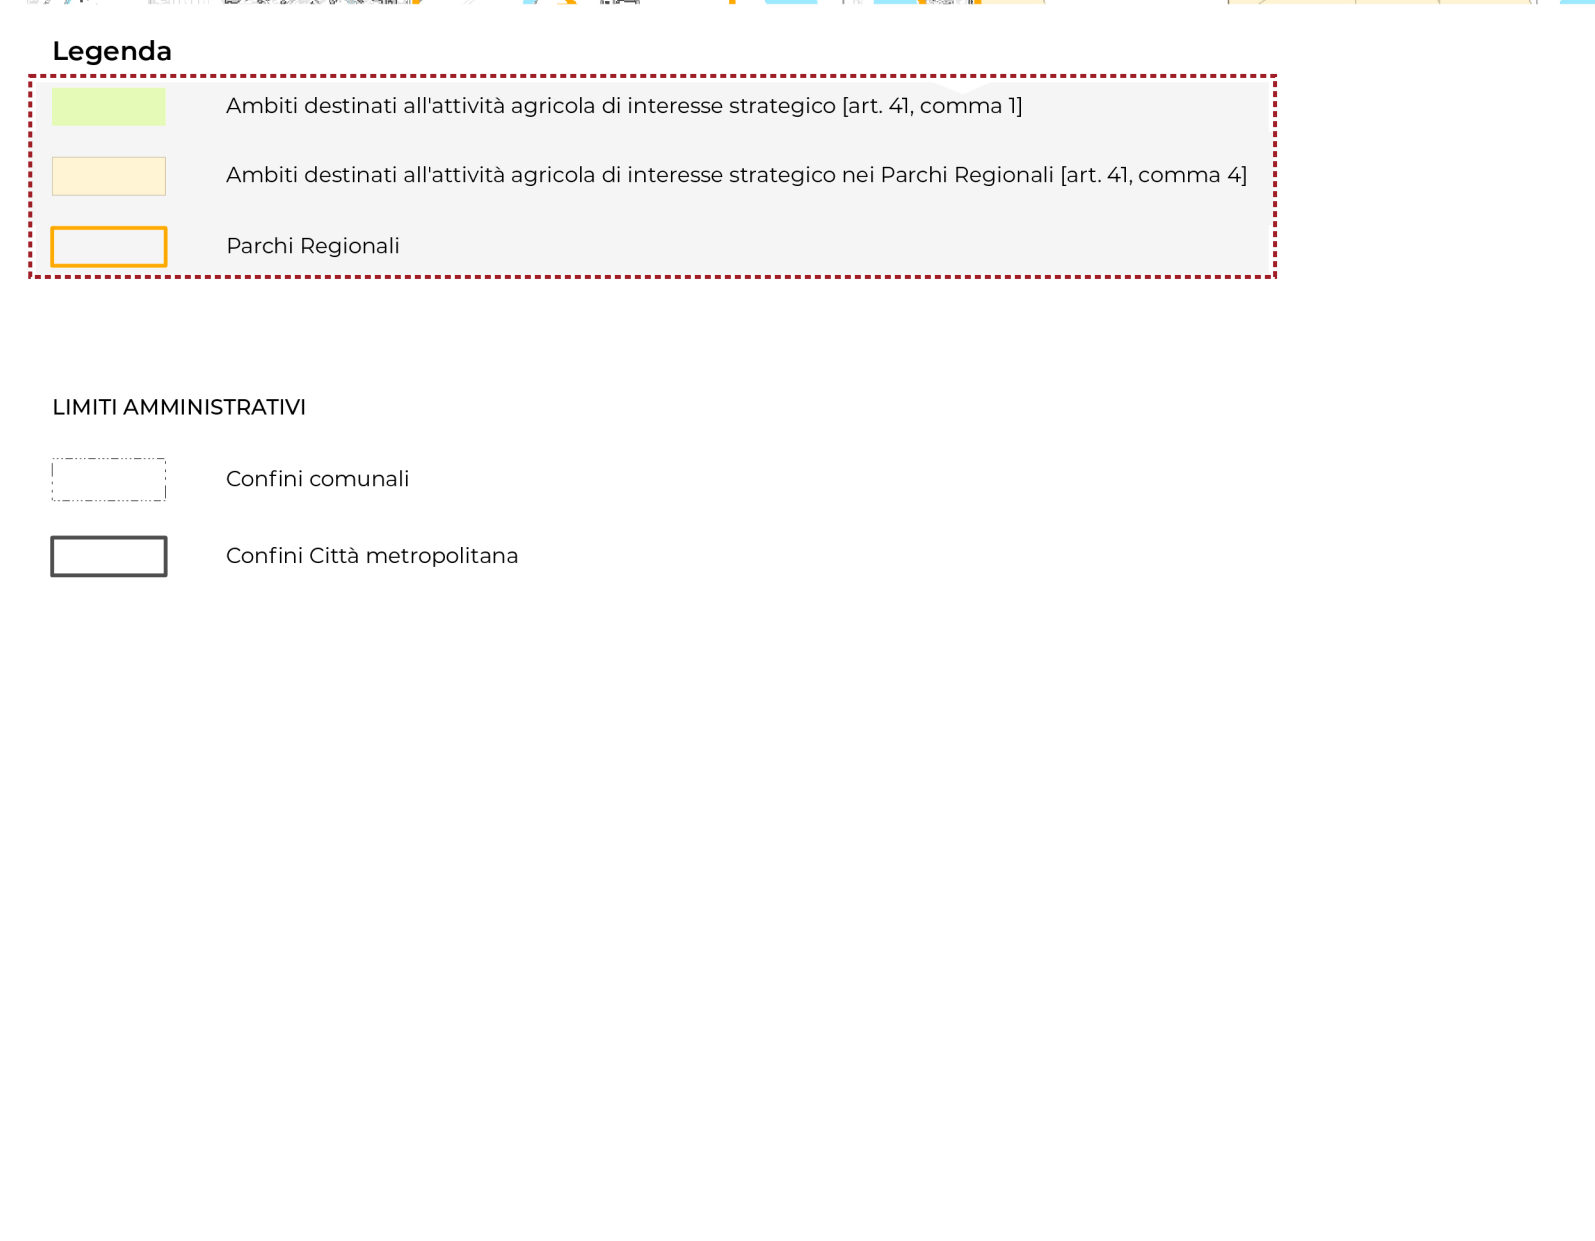 Legenda
Ambiti destinati all'attività agricola di interesse strategico [art. 41, comma 1]
Ambiti destinati all'attività agricola di interesse strategico nei Parchi Regionali [art. 41, comma 4]
Parchi Regionali
LIMITI AMMINISTRATIVI
Confini comunali
Confini Città metropolitana